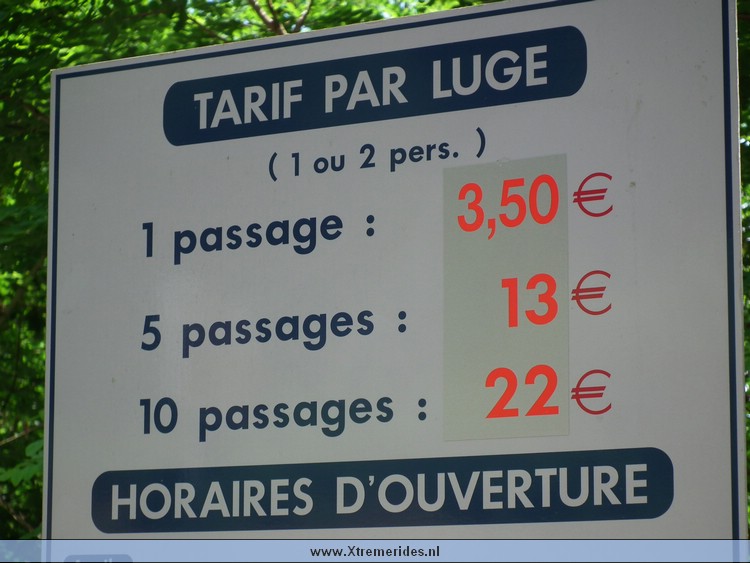 TARIF PAR LUGE
( 1 ou 2 pers. )
1 passage : 3,50 €
5 passages : 13 €
10 passages : 22 €
HORAIRES D'OUVERTURE
www.Xtremerides.nl